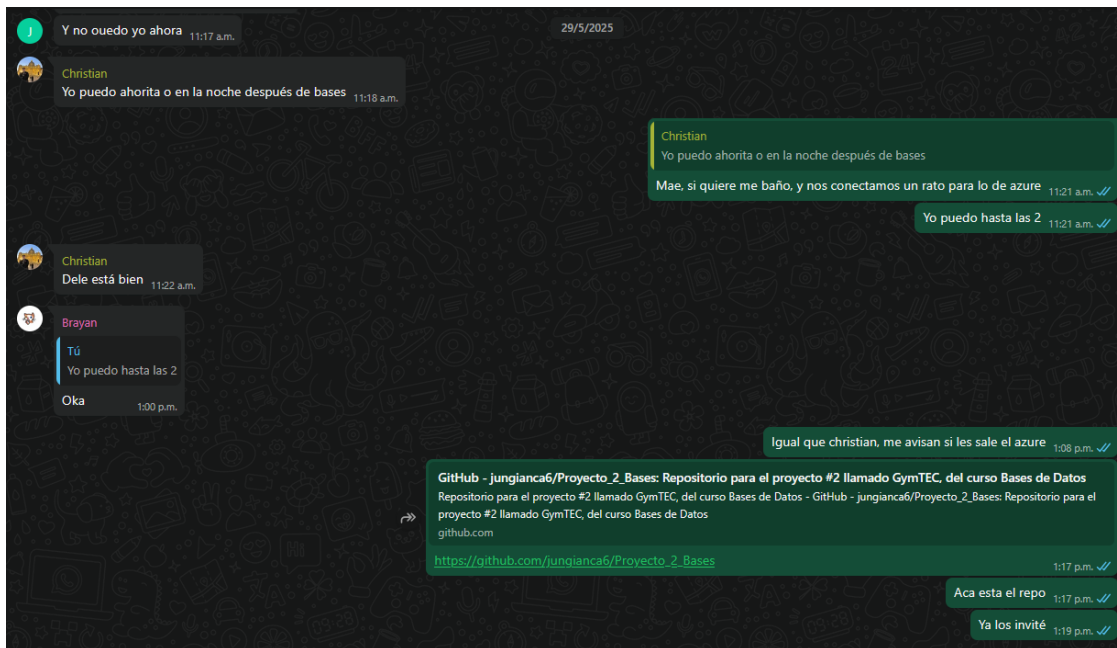 29/5/2025
J
Y no ouedo yo ahora 11:17 a.m.
Christian
Yo puedo ahorita o en la noche después de bases 11:18 a.m.
Christian
Yo puedo ahorita o en la noche después de bases
Mae, si quiere me baño, y nos conectamos un rato para lo de azure 11:21 a.m.
Yo puedo hasta las 2 11:21 a.m.
Christian
Dele está bien 11:22 a.m.
Brayan
Tú
Yo puedo hasta las 2
Oka 1:00 p.m.
Igual que christian, me avisan si les sale el azure 1:08 p.m.
GitHub - jungianca6/Proyecto_2_Bases: Repositorio para el proyecto #2 llamado GymTEC, del curso Bases de Datos
Repositorio para el proyecto #2 llamado GymTEC, del curso Bases de Datos - GitHub - jungianca6/Proyecto_2_Bases: Repositorio para el
proyecto #2 llamado GymTEC, del curso Bases de Datos
github.com
https://github.com/jungianca6/Proyecto_2_Bases 1:17 p.m.
Aca esta el repo 1:17 p.m.
Ya los invité 1:19 p.m.